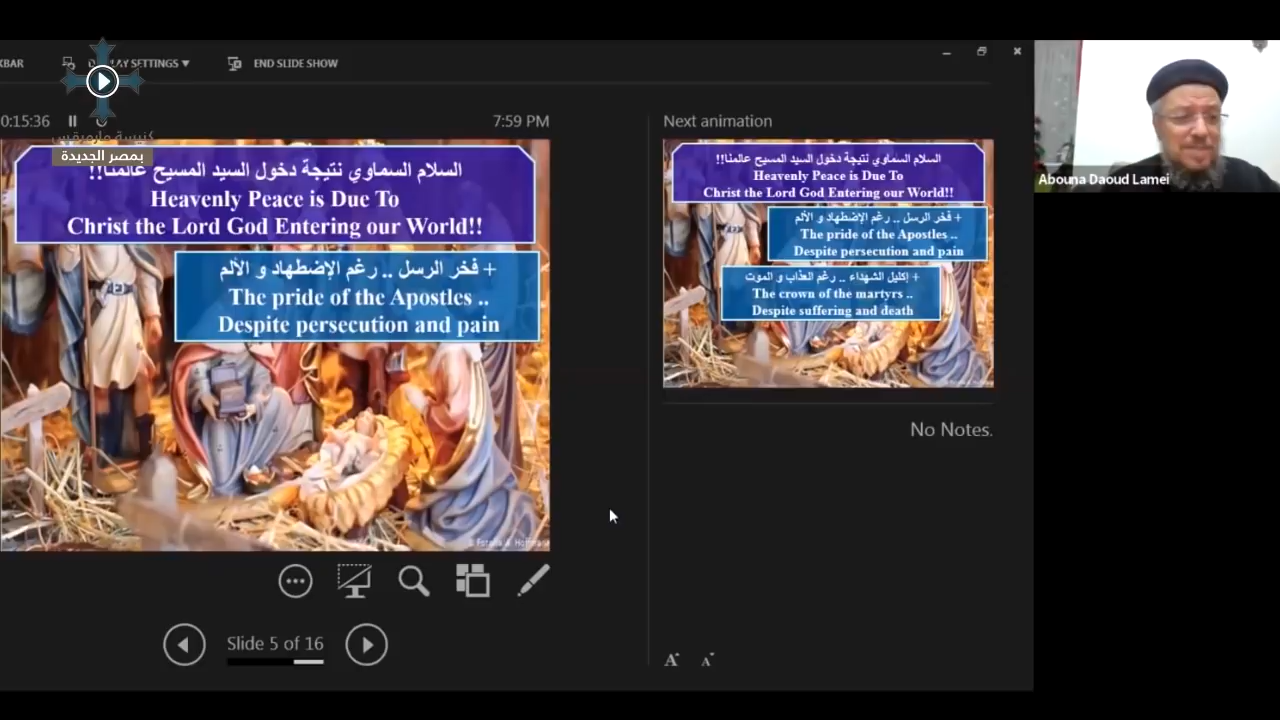 KBAR
DISPLAY SETTINGS ▼
END SLIDE SHOW
كنيسة مارمرقس
بمصر الجديدة
0:15:36
7:59 PM
السلام السماوي نتيجة دخول السيد المسيح عالمنا!!
Heavenly Peace is Due To
Christ the Lord God Entering our World!!
+ فخر الرسل .. رغم الإضطهاد و الألم
The pride of the Apostles ..
Despite persecution and pain
Slide 5 of 16
Next animation
السلام السماوي نتيجة دخول السيد المسيح عالمنا!!
Heavenly Peace is Due To
Christ the Lord God Entering our World!!
+ فخر الرسل .. رغم الإضطهاد و الألم
The pride of the Apostles ..
Despite persecution and pain
+ إكليل الشهداء .. رغم العذاب و الموت
The crown of the martyrs ..
Despite suffering and death
No Notes.
A A
Abouna Daoud Lamei